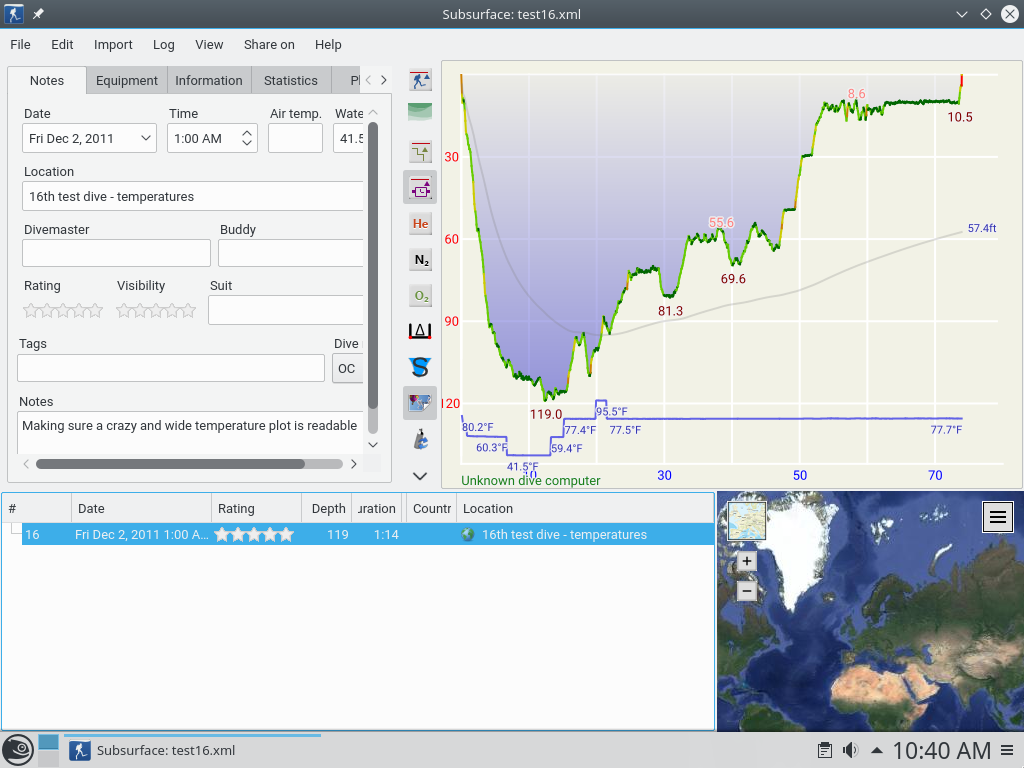 Subsurface: test16.xml
File Edit Import Log View Share on Help
Notes Equipment Information Statistics
Date Time Air temp. Wate
Fri Dec 2, 2011 1:00 AM 41.5
Location
16th test dive - temperatures
Divemaster Buddy
Rating Visibility Suit
Tags Dive
OC
Notes
Making sure a crazy and wide temperature plot is readable
He
N2
O2
30
60
90
120
8.6
10.5
55.6
57.4ft
69.6
81.3
119.0
95.5°F
80.2°F 77.4°F 77.5°F 77.7°F
60.3°F 59.4°F
41.5°F
10 30 50 70
Unknown dive computer
# Date Rating Depth uration Countr Location
16 Fri Dec 2, 2011 1:00 A... 119 1:14 16th test dive - temperatures
+
−
Subsurface: test16.xml 10:40 AM